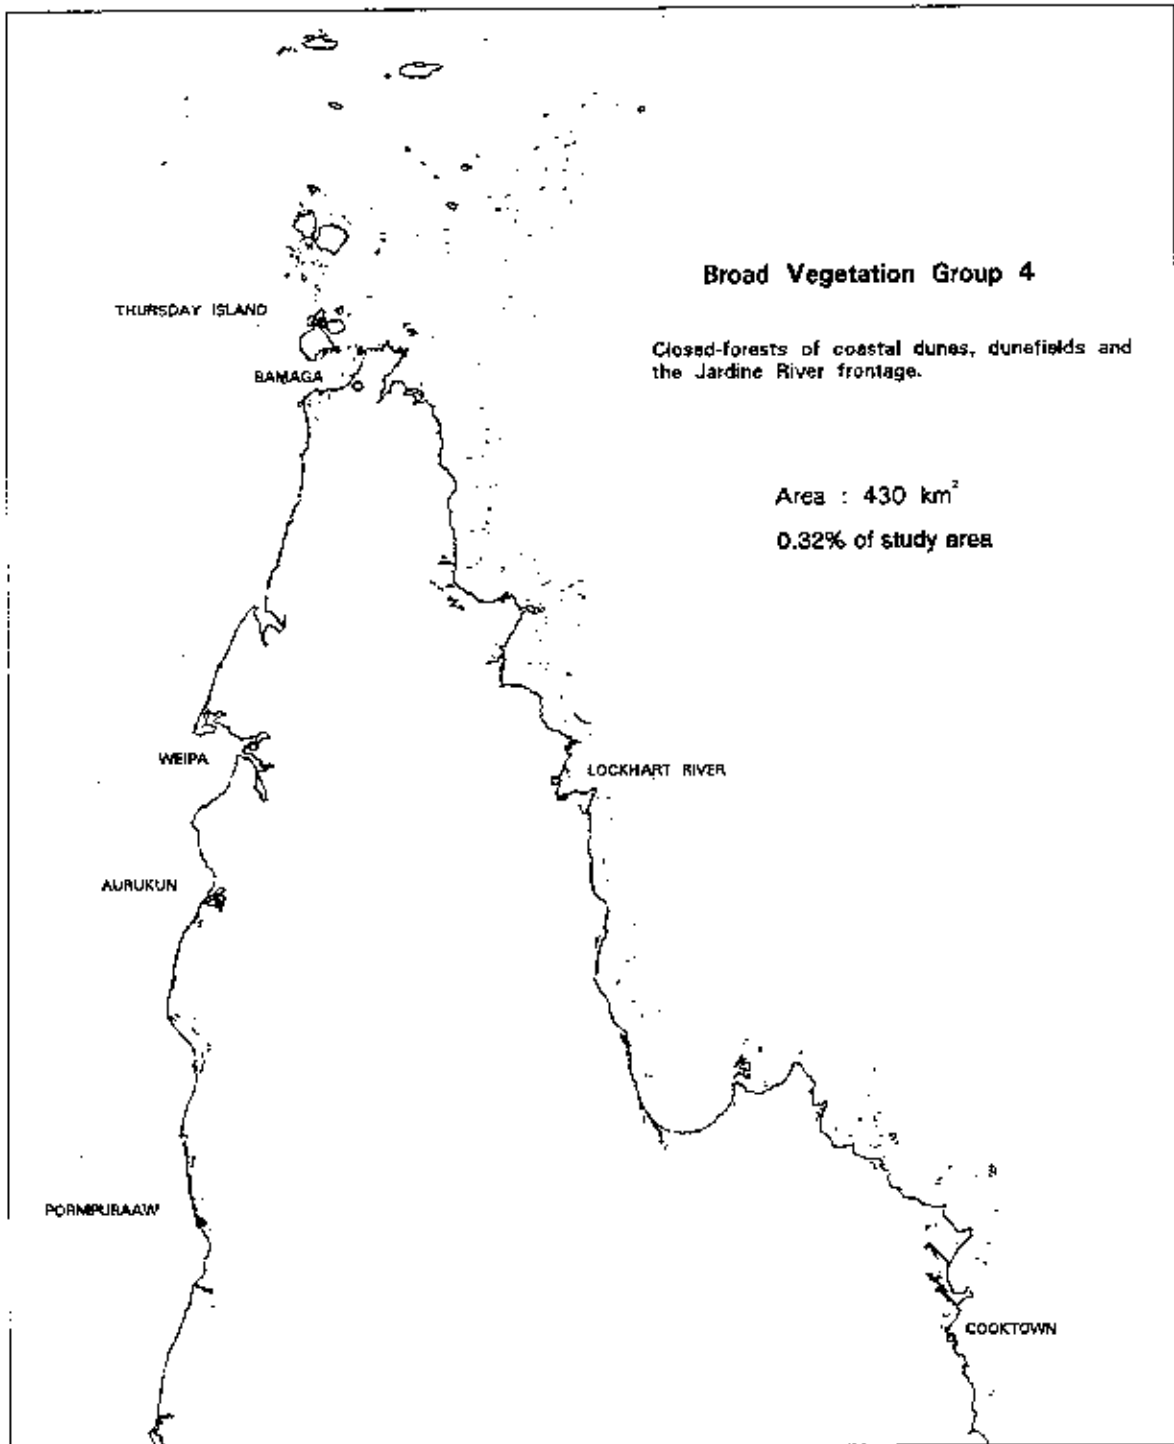 Broad Vegetation Group 4
THURSDAY ISLAND
Closed-forests of coastal dunes, dunefields and
the Jardine River frontage.
BAMAGA
Area : 430 km²
0.32% of study area
WEIPA
LOCKHART RIVER
AURUKUN
PORMPURAAW
COOKTOWN